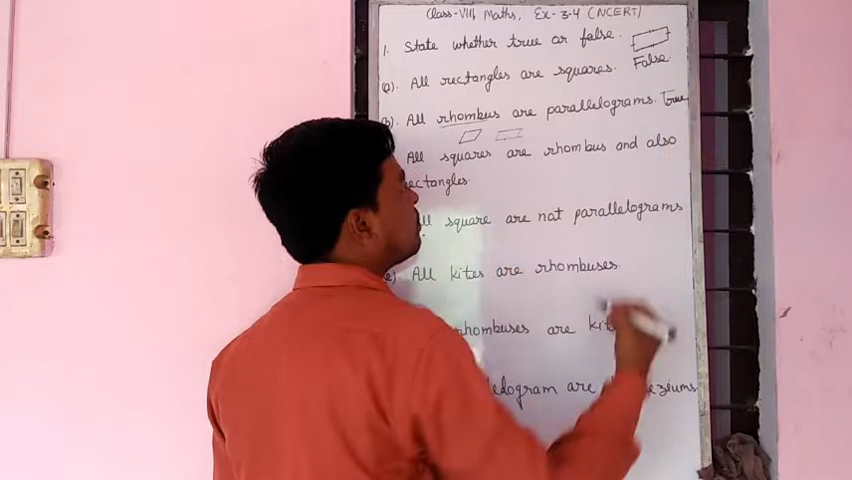 Class-VIII, Maths, Ex-3.4 (NCERT)
1. State whether true or false.
(a). All rectangles are squares. False.
(b). All rhombus are parallelograms. True
All squares are rhombus and also
rectangles.
square are not parallelograms
(e) All kites are rhombuses.
rhombuses are
are